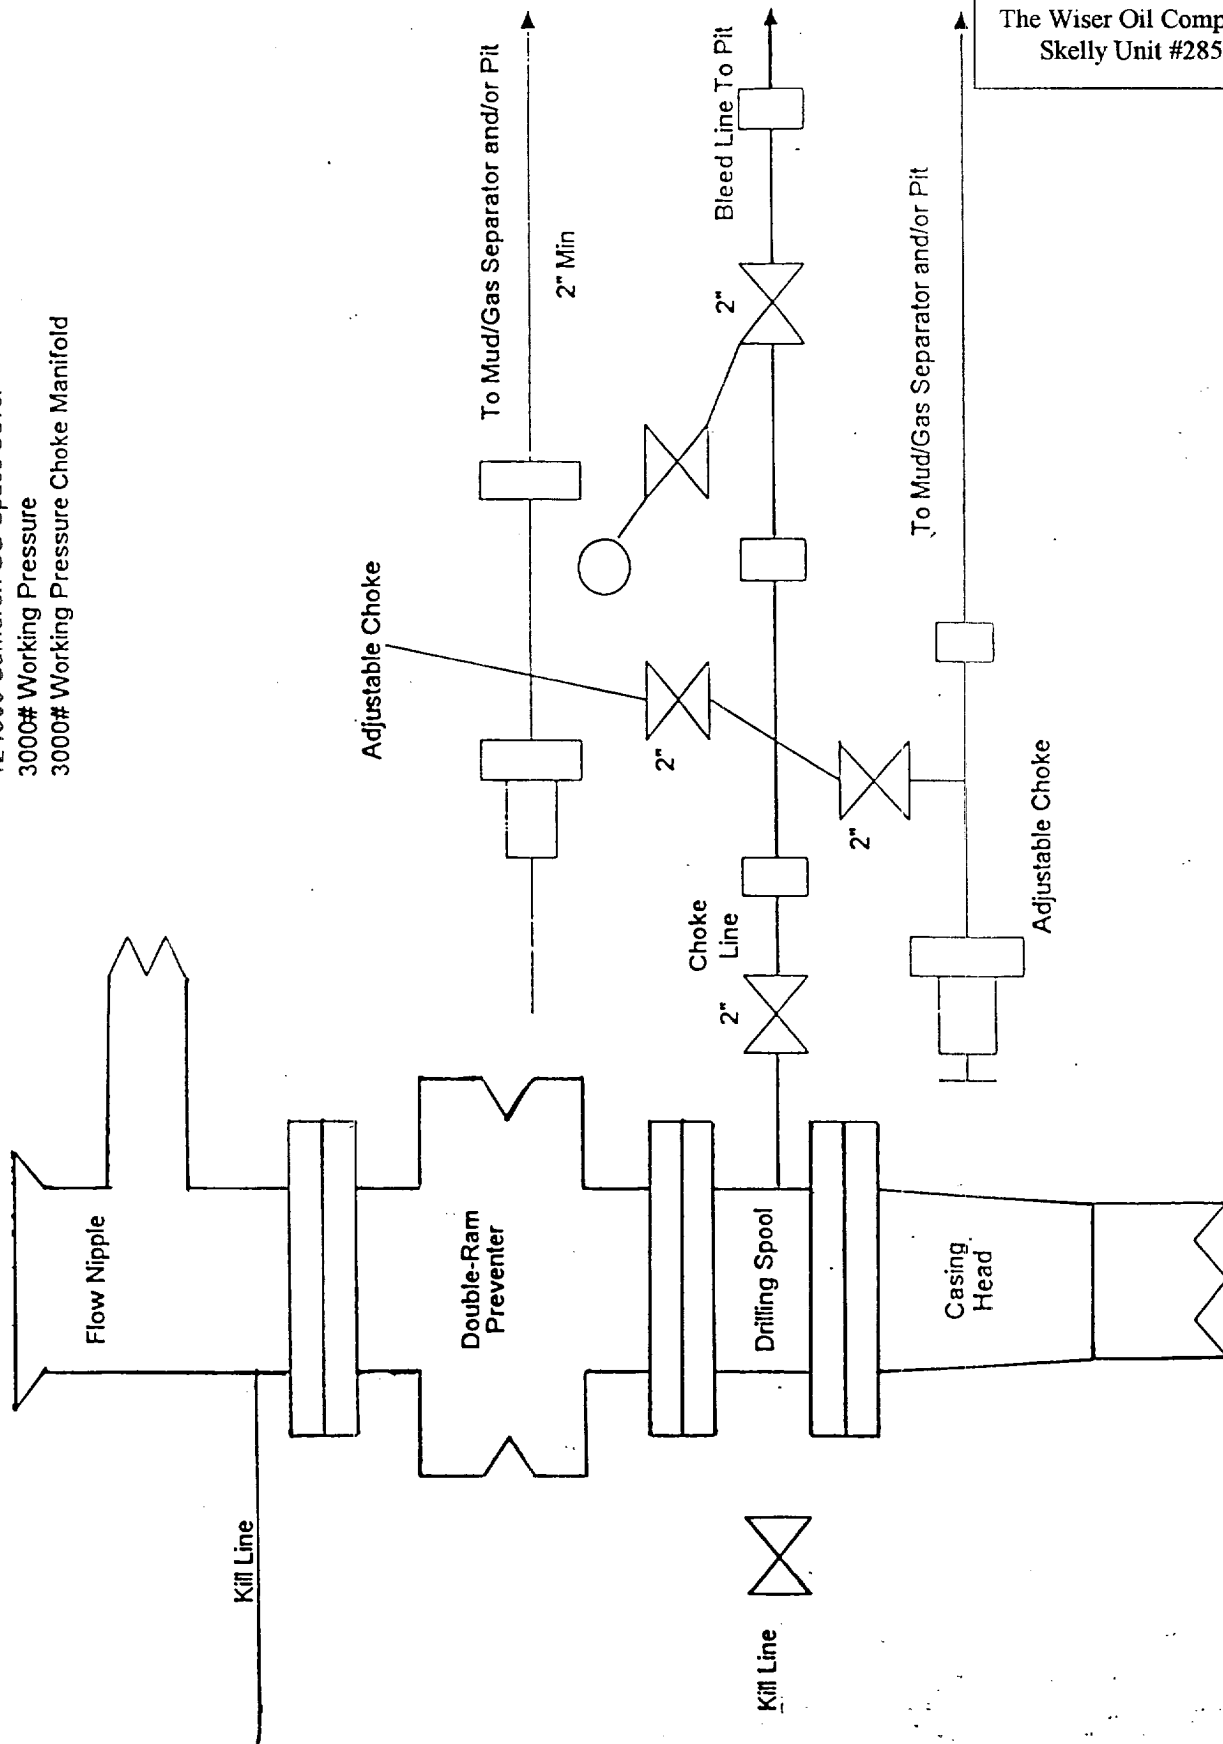 The Wiser Oil Comp
Skelly Unit #285
3000# Working Pressure
3000# Working Pressure Choke Manifold
Adjustable Choke
To Mud/Gas Separator and/or Pit
2" Min
Flow Nipple
Kill Line
Double-Ram
Preventer
2"
Bleed Line To Pit
2"
Choke
Line
2"
2"
Drilling Spool
Kill Line
To Mud/Gas Separator and/or Pit
Adjustable Choke
Casing
Head